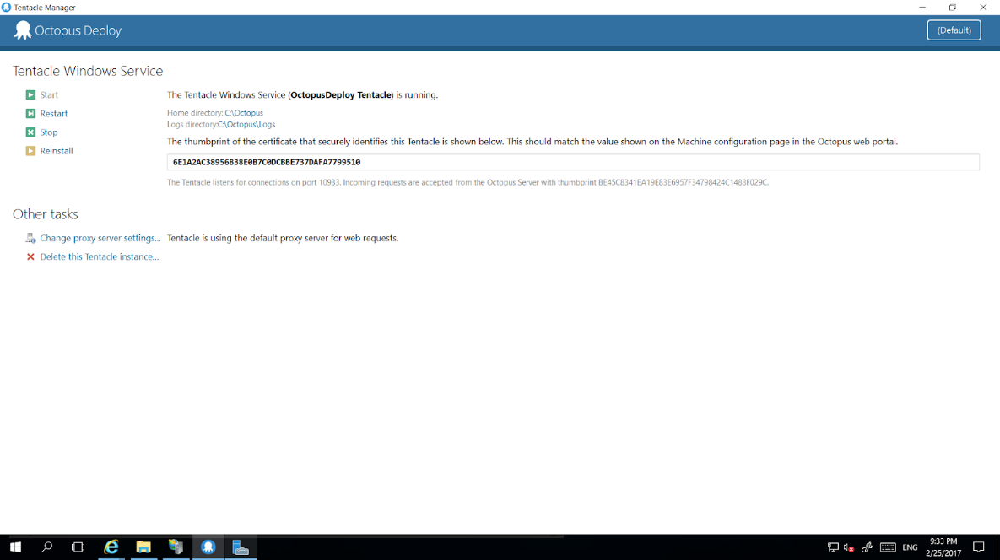 Tentacle Manager
Octopus Deploy
(Default)
Tentacle Windows Service
Start
The Tentacle Windows Service (OctopusDeploy Tentacle) is running.
Restart
Home directory: C:\Octopus
Logs directory:C:\Octopus\Logs
Stop
The thumbprint of the certificate that securely identifies this Tentacle is shown below. This should match the value shown on the Machine configuration page in the Octopus web portal.
Reinstall
6E1A2AC38956B38E0B7C0DCBBE737DAFA7799510
The Tentacle listens for connections on port 10933. Incoming requests are accepted from the Octopus Server with thumbprint BE45C8341EA19E83E6957F34798424C1483F029C.
Other tasks
Change proxy server settings...
Tentacle is using the default proxy server for web requests.
Delete this Tentacle instance...
ENG
9:33 PM
2/25/2017